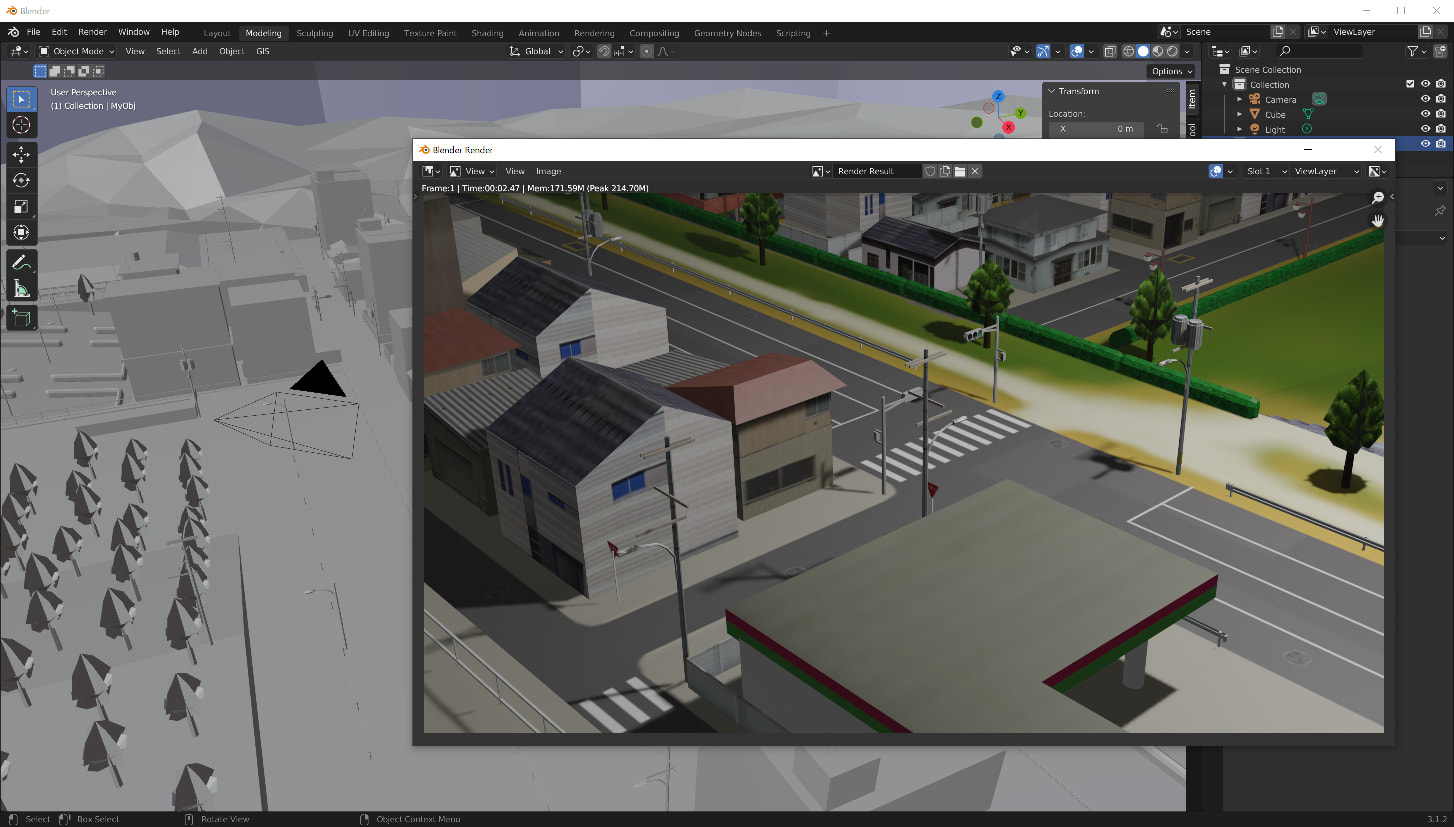 Blender
File Edit Render Window Help Layout Modeling Sculpting UV Editing Texture Paint Shading Animation Rendering Compositing Geometry Nodes Scripting + Scene ViewLayer
Object Mode View Select Add Object GIS Global
Options
User Perspective
(1) Collection | MyObj
Z
Y
X
Transform
Location:
X 0 m
Item
Scene Collection
Collection
Camera
Cube
Light
Blender Render
View View Image Render Result Slot 1 ViewLayer
Frame:1 | Time:00:02.47 | Mem:171.59M (Peak 214.70M)
Select Box Select Rotate View Object Context Menu 3.1.2